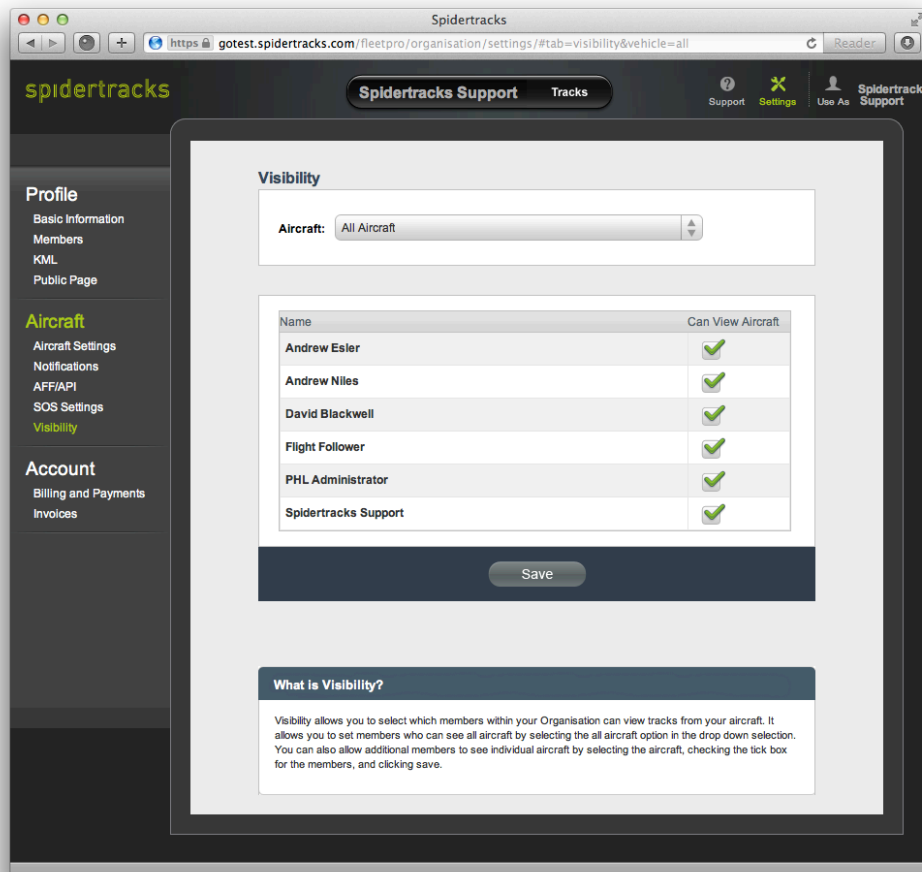 Spidertracks
https gotest.spidertracks.com/fleetpro/organisation/settings/#tab=visibility&vehicle=all
Reader
spidertracks
Spidertracks Support Tracks
Support
Settings
Use As
Spidertrack
Support
Profile
Basic Information
Members
KML
Public Page
Aircraft
Aircraft Settings
Notifications
AFF/API
SOS Settings
Visibility
Account
Billing and Payments
Invoices
Visibility
Aircraft: All Aircraft
Name Can View Aircraft
Andrew Esler
Andrew Niles
David Blackwell
Flight Follower
PHL Administrator
Spidertracks Support
Save
What is Visibility?
Visibility allows you to select which members within your Organisation can view tracks from your aircraft. It
allows you to set members who can see all aircraft by selecting the all aircraft option in the drop down selection.
You can also allow additional members to see individual aircraft by selecting the aircraft, checking the tick box
for the members, and clicking save.